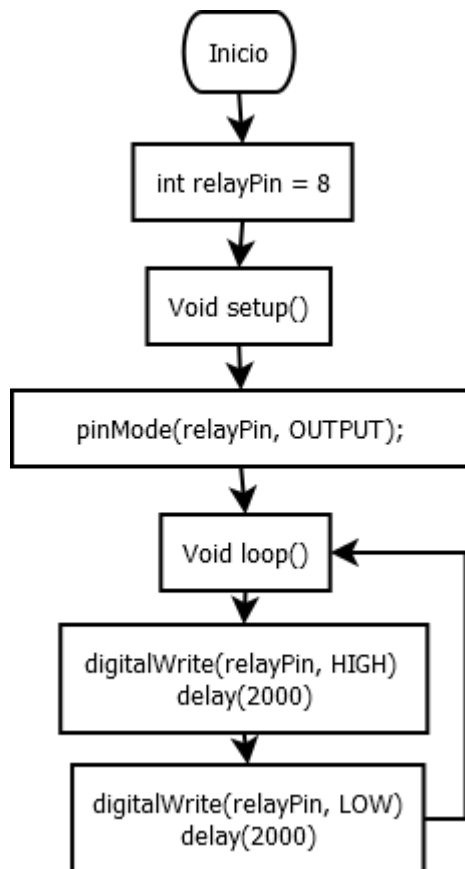 Inicio
int relayPin = 8
Void setup()
pinMode(relayPin, OUTPUT);
Void loop()
digitalWrite(relayPin, HIGH)
delay(2000)
digitalWrite(relayPin, LOW)
delay(2000)